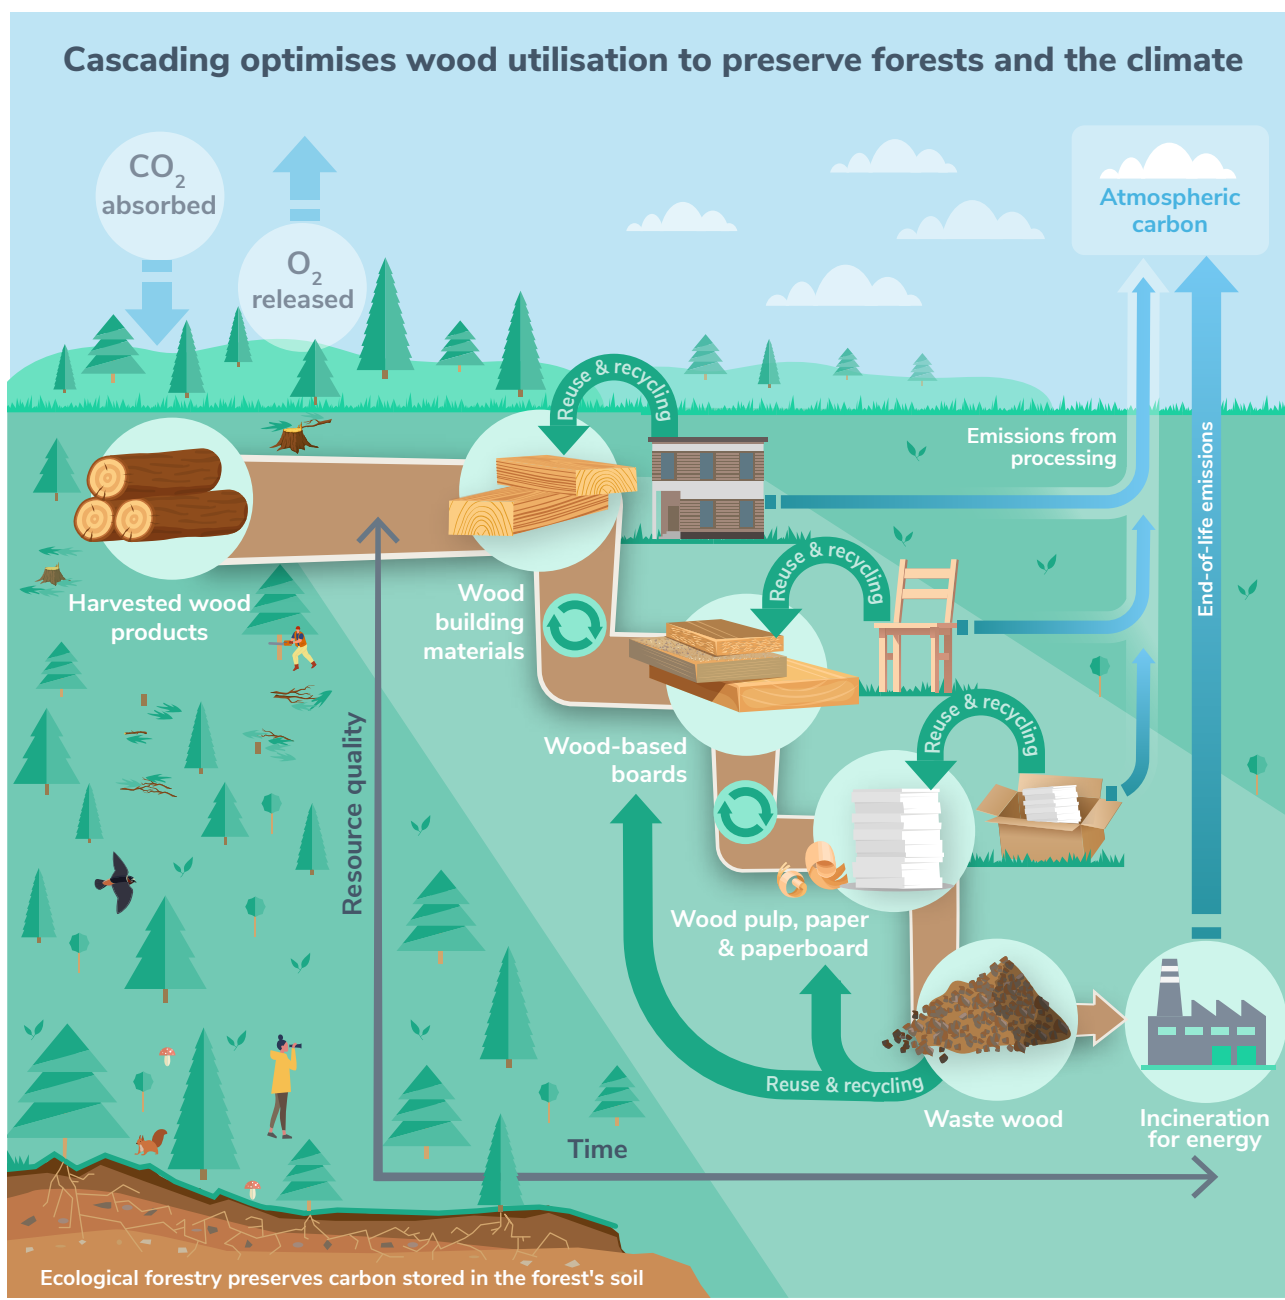 Cascading optimises wood utilisation to preserve forests and the climate
CO2
absorbed
O2
released
Atmospheric
carbon
Reuse & recycling
Emissions from
processing
End-of-life emissions
Harvested wood
products
Wood
building
materials
Reuse & recycling
Resource quality
Wood-based
boards
Reuse & recycling
Wood pulp, paper
& paperboard
Reuse & recycling
Waste wood
Incineration
for energy
Time
Ecological forestry preserves carbon stored in the forest's soil